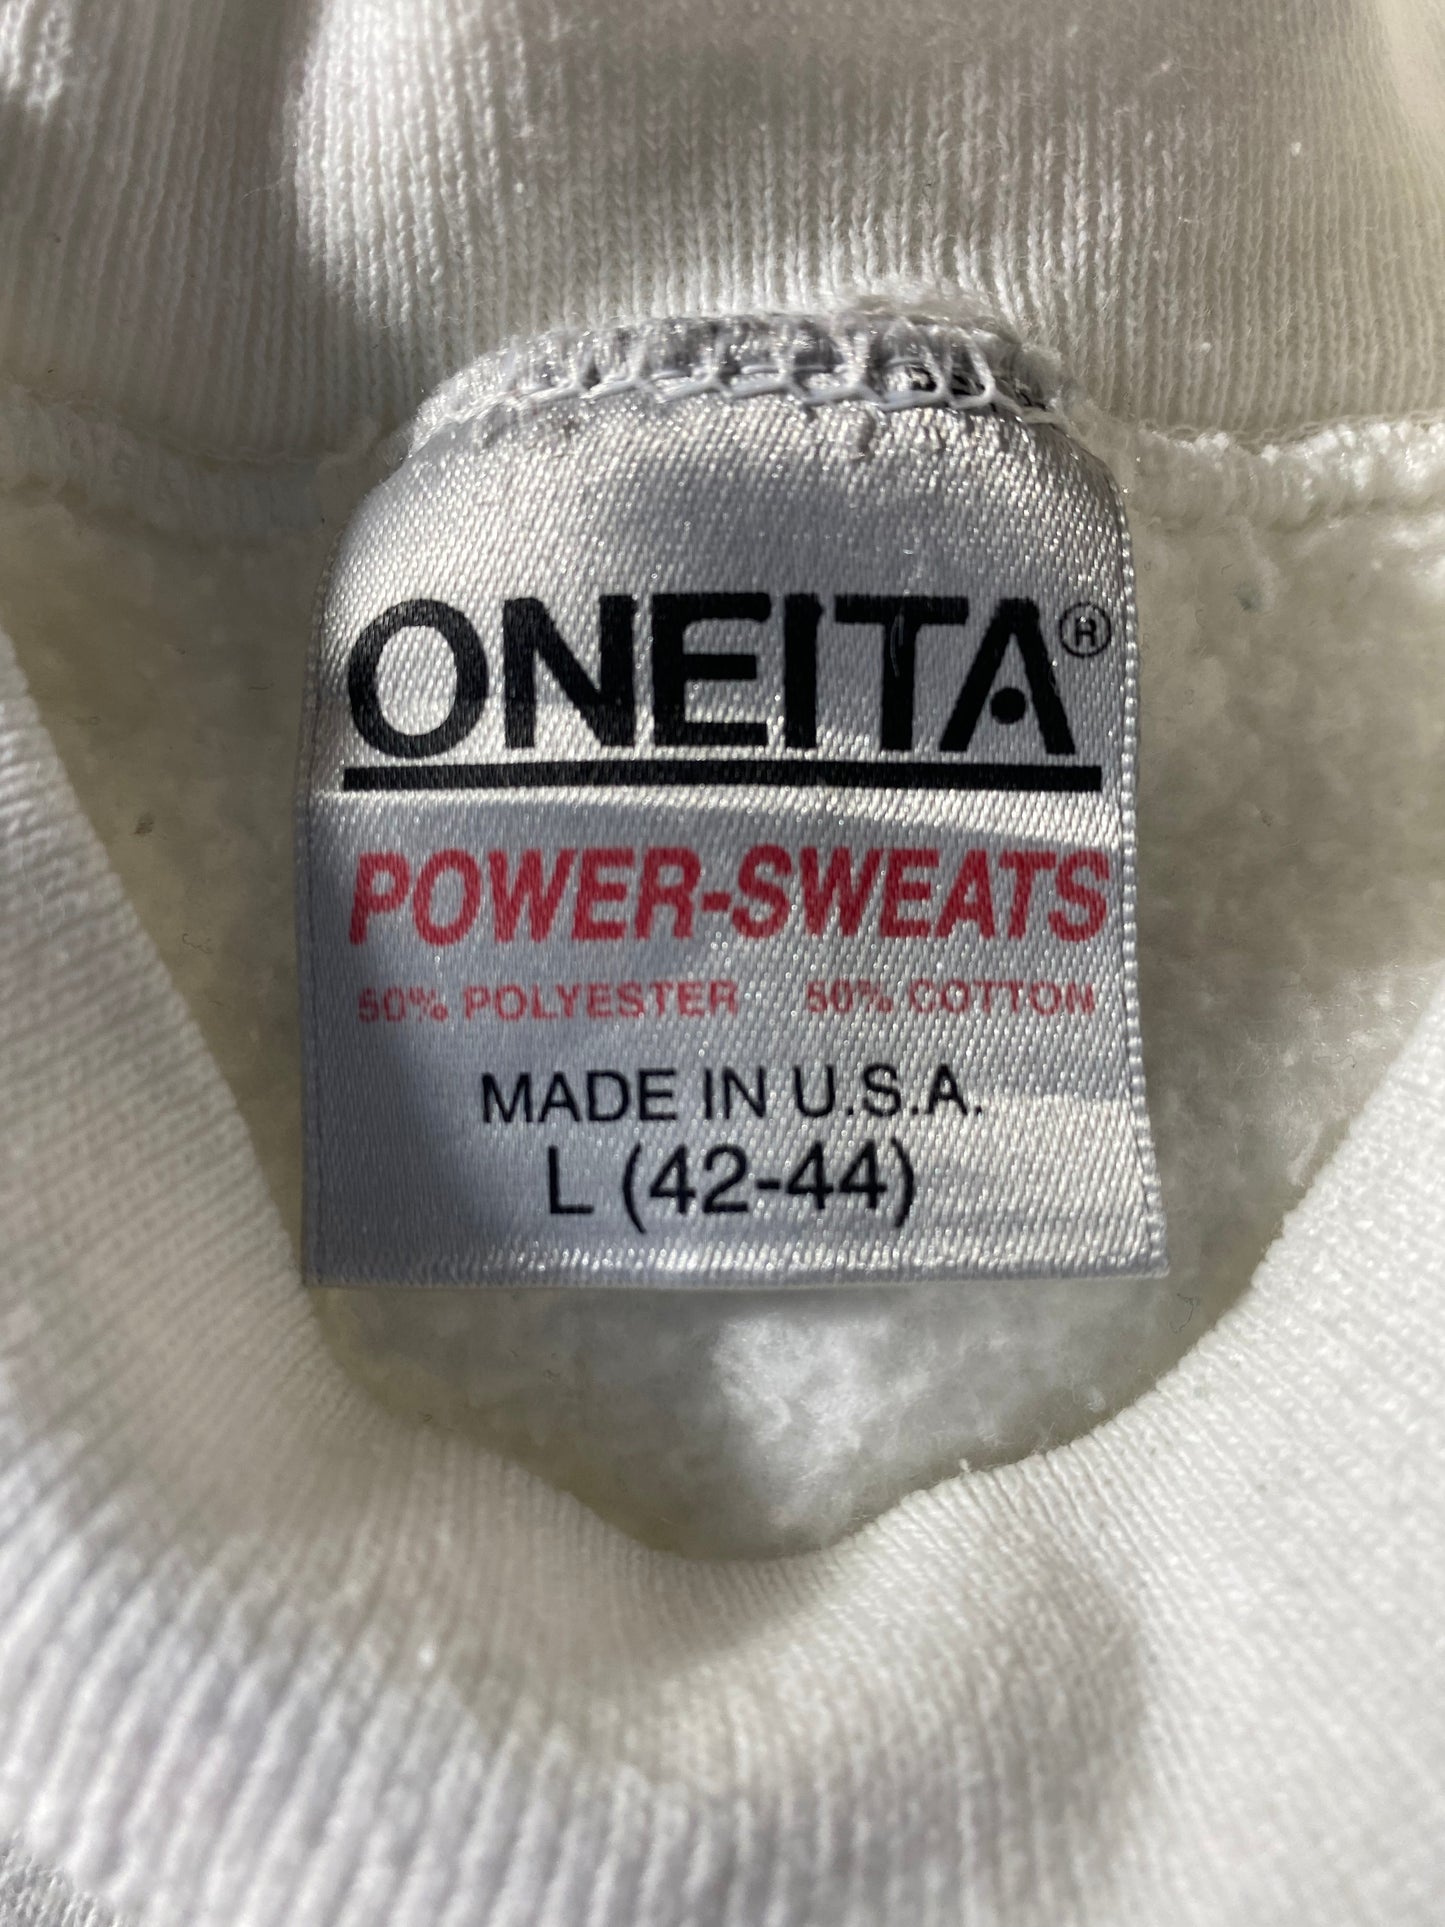 ONEITA®
POWER-SWEATS
50% POLYESTER 50% COTTON
MADE IN U.S.A.
L (42-44)